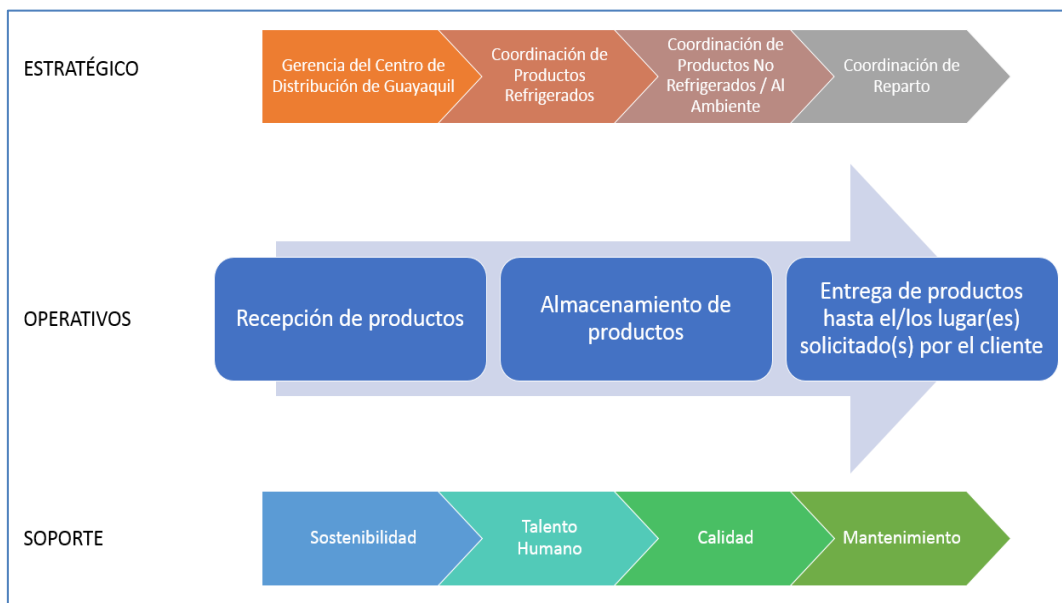 ESTRATÉGICO
Gerencia del Centro de
Distribución de Guayaquil
Coordinación de
Productos
Refrigerados
Coordinación de
Productos No
Refrigerados / Al
Ambiente
Coordinación de
Reparto
OPERATIVOS
Recepción de productos
Almacenamiento de
productos
Entrega de productos
hasta el/los lugar(es)
solicitado(s) por el cliente
SOPORTE
Sostenibilidad
Talento
Humano
Calidad
Mantenimiento